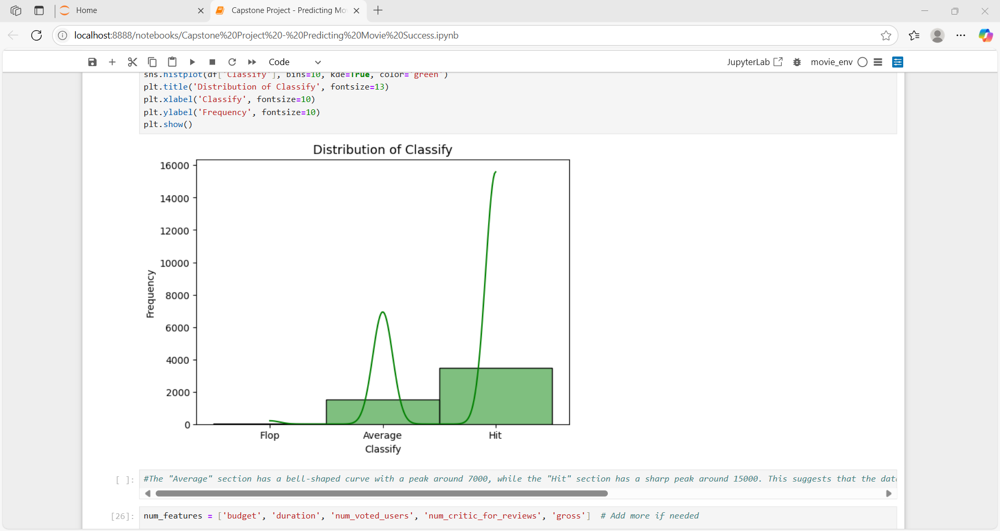 Home
Capstone Project - Predicting Mo
localhost:8888/notebooks/Capstone%20Project%20-%20Predicting%20Movie%20Success.ipynb
Code
JupyterLab
movie_env
sns.histplot(df['Classify'], bins=10, kde=True, color='green')
plt.title('Distribution of Classify', fontsize=13)
plt.xlabel('Classify', fontsize=10)
plt.ylabel('Frequency', fontsize=10)
plt.show()
Distribution of Classify
16000
14000
12000
10000
8000
6000
4000
2000
0
Frequency
Flop Average Hit
Classify
[ ]: #The "Average" section has a bell-shaped curve with a peak around 7000, while the "Hit" section has a sharp peak around 15000. This suggests that the dat
[26]: num_features = ['budget', 'duration', 'num_voted_users', 'num_critic_for_reviews', 'gross'] # Add more if needed